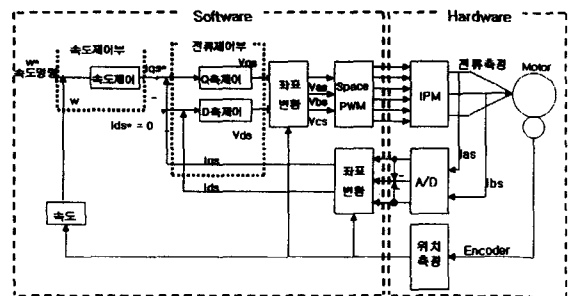 Software
Hardware
속도제어부
전류제어부
w*
속도명령
속도제어
w
Iqs*
Ids* = 0
Q축제어
D축제어
Vqs
Vds
좌표
변환
Vas
Vbs
Vcs
Space
PWM
IPM
전류측정
Motor
Iqs
Ids
좌표
변환
A/D
Ias
Ibs
속도
위치
측정
Encoder